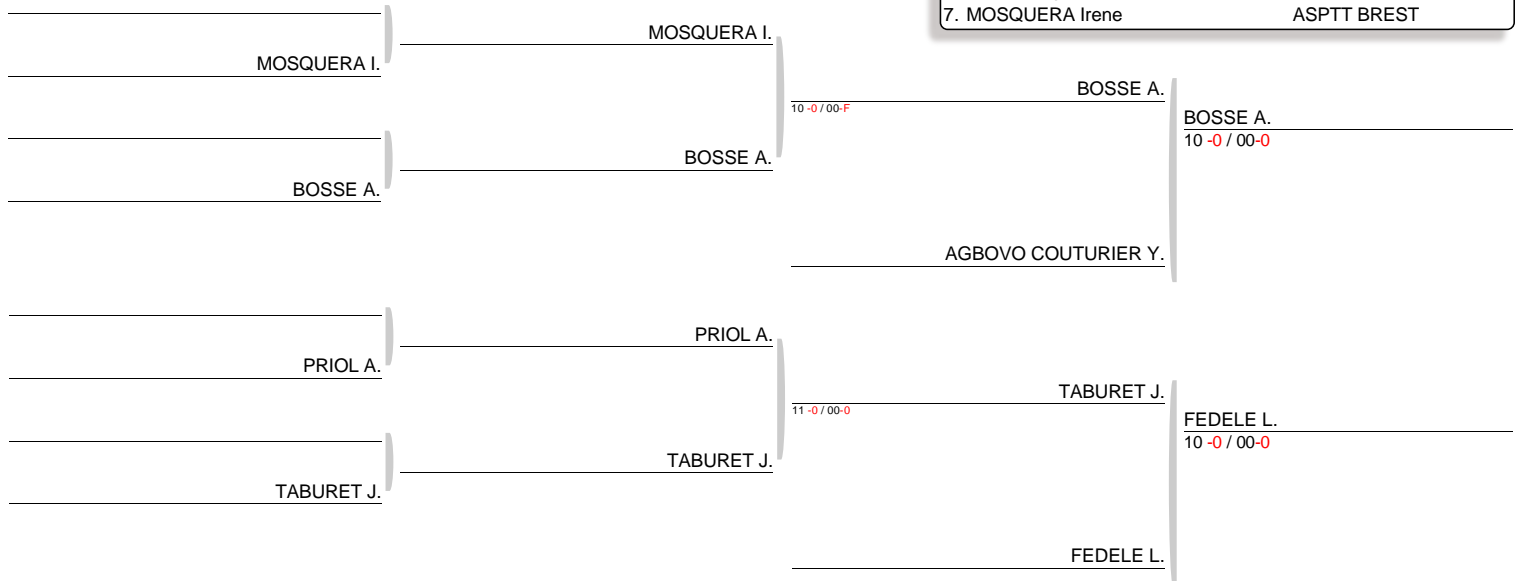 7. MOSQUERA Irene ASPTT BREST
MOSQUERA I.
MOSQUERA I.
BOSSE A.
10 -0 / 00-F
BOSSE A.
10 -0 / 00-0
BOSSE A.
BOSSE A.
AGBOVO COUTURIER Y.
PRIOL A.
PRIOL A.
TABURET J.
11 -0 / 00-0
FEDELE L.
10 -0 / 00-0
TABURET J.
TABURET J.
FEDELE L.